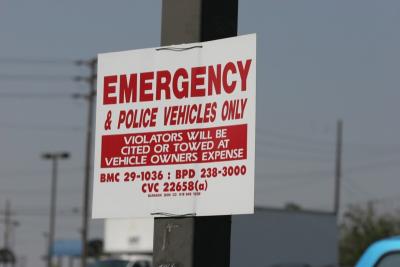 EMERGENCY
& POLICE VEHICLES ONLY
VIOLATORS WILL BE
CITED OR TOWED AT
VEHICLE OWNERS EXPENSE
BMC 29-1036 : BPD 238-3000
CVC 22658(a)